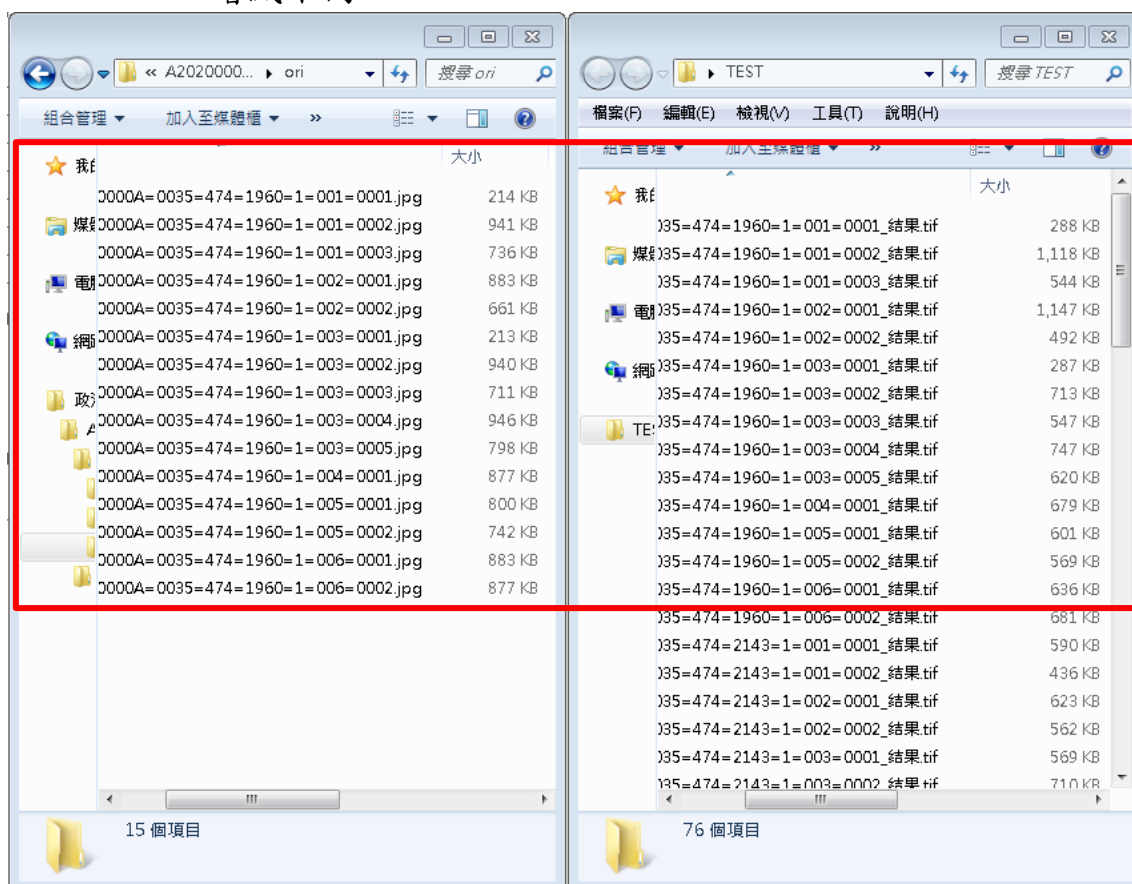 A2020000... ori
搜尋 ori
組合管理
加入至媒體櫃
»
大小
0000A=0035=474=1960=1=001=0001.jpg 214 KB
0000A=0035=474=1960=1=001=0002.jpg 941 KB
0000A=0035=474=1960=1=001=0003.jpg 736 KB
0000A=0035=474=1960=1=002=0001.jpg 883 KB
0000A=0035=474=1960=1=002=0002.jpg 661 KB
0000A=0035=474=1960=1=003=0001.jpg 213 KB
0000A=0035=474=1960=1=003=0002.jpg 940 KB
0000A=0035=474=1960=1=003=0003.jpg 711 KB
0000A=0035=474=1960=1=003=0004.jpg 946 KB
0000A=0035=474=1960=1=003=0005.jpg 798 KB
0000A=0035=474=1960=1=004=0001.jpg 877 KB
0000A=0035=474=1960=1=005=0001.jpg 800 KB
0000A=0035=474=1960=1=005=0002.jpg 742 KB
0000A=0035=474=1960=1=006=0001.jpg 883 KB
0000A=0035=474=1960=1=006=0002.jpg 877 KB
15 個項目
TEST
搜尋 TEST
檔案(F) 編輯(E) 檢視(V) 工具(T) 說明(H)
組合管理
加入至媒體櫃
»
大小
035=474=1960=1=001=0001_結果.tif 288 KB
035=474=1960=1=001=0002_結果.tif 1,118 KB
035=474=1960=1=001=0003_結果.tif 544 KB
035=474=1960=1=002=0001_結果.tif 1,147 KB
035=474=1960=1=002=0002_結果.tif 492 KB
035=474=1960=1=003=0001_結果.tif 287 KB
035=474=1960=1=003=0002_結果.tif 713 KB
035=474=1960=1=003=0003_結果.tif 547 KB
035=474=1960=1=003=0004_結果.tif 747 KB
035=474=1960=1=003=0005_結果.tif 620 KB
035=474=1960=1=004=0001_結果.tif 679 KB
035=474=1960=1=005=0001_結果.tif 601 KB
035=474=1960=1=005=0002_結果.tif 569 KB
035=474=1960=1=006=0001_結果.tif 636 KB
035=474=1960=1=006=0002_結果.tif 681 KB
035=474=2143=1=001=0001_結果.tif 590 KB
035=474=2143=1=001=0002_結果.tif 436 KB
035=474=2143=1=002=0001_結果.tif 623 KB
035=474=2143=1=002=0002_結果.tif 562 KB
035=474=2143=1=003=0001_結果.tif 569 KB
035=474=2143=1=003=0002_結果.tif 710 KB
76 個項目